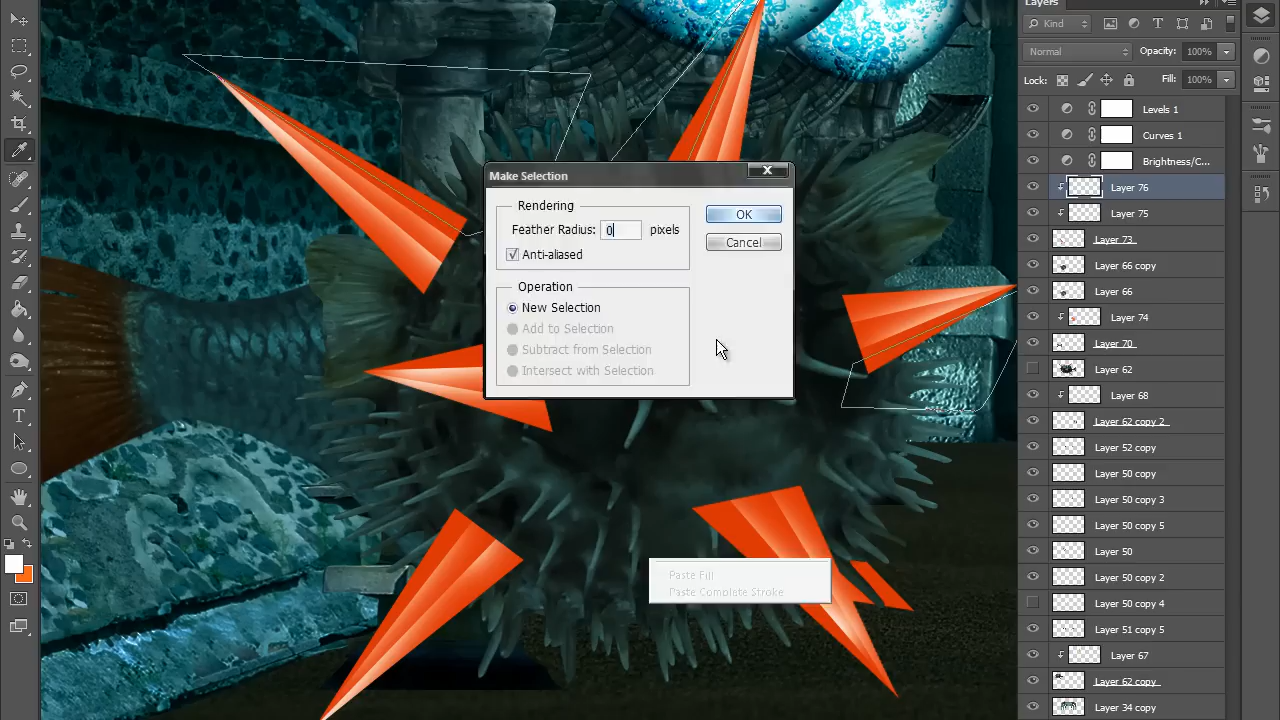 Layers
Kind
Normal
Opacity: 100%
Lock:
Fill: 100%
Levels 1
Curves 1
Brightness/C...
Layer 76
Layer 75
Layer 73
Layer 66 copy
Layer 66
Layer 74
Layer 70
Layer 62
Layer 68
Layer 62 copy 2
Layer 52 copy
Layer 50 copy
Layer 50 copy 3
Layer 50 copy 5
Layer 50
Layer 50 copy 2
Layer 50 copy 4
Layer 51 copy 5
Layer 67
Layer 62 copy
Layer 34 copy
Make Selection
Rendering
Feather Radius: 0 pixels
Anti-aliased
OK
Cancel
Operation
New Selection
Add to Selection
Subtract from Selection
Intersect with Selection
Paste Fill
Paste Complete Stroke